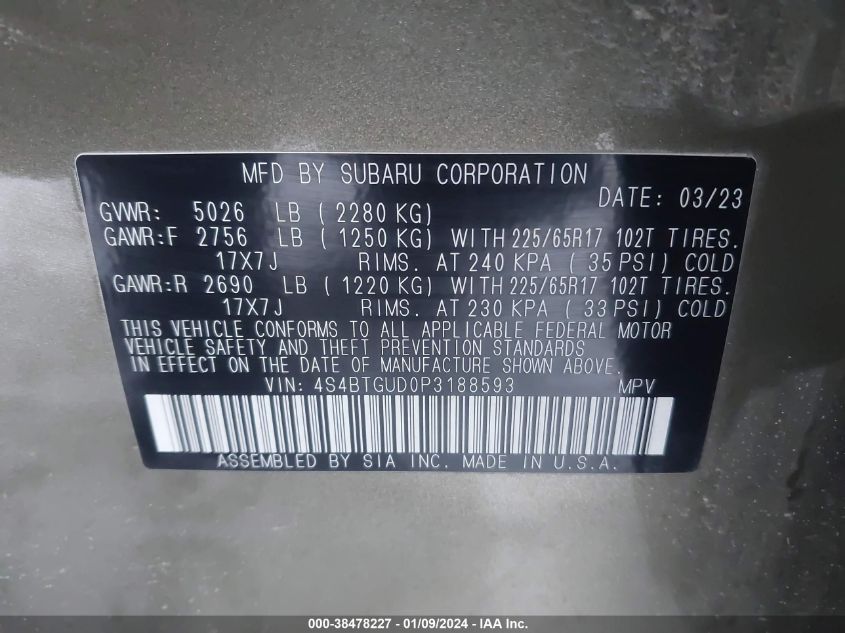 MFD BY SUBARU CORPORATION
DATE: 03/23
GVWR: 5026 LB ( 2280 KG)
GAWR:F 2756 LB ( 1250 KG) WITH 225/65R17 102T TIRES.
17X7J RIMS. AT 240 KPA ( 35 PSI) COLD
GAWR:R 2690 LB ( 1220 KG) WITH 225/65R17 102T TIRES.
17X7J RIMS. AT 230 KPA ( 33 PSI) COLD
THIS VEHICLE CONFORMS TO ALL APPLICABLE FEDERAL MOTOR
VEHICLE SAFETY AND THEFT PREVENTION STANDARDS
IN EFFECT ON THE DATE OF MANUFACTURE SHOWN ABOVE.
VIN: 4S4BTGUD0P3188593 MPV
ASSEMBLED BY SIA INC. MADE IN U.S.A.
000-38478227 - 01/09/2024 - IAA Inc.